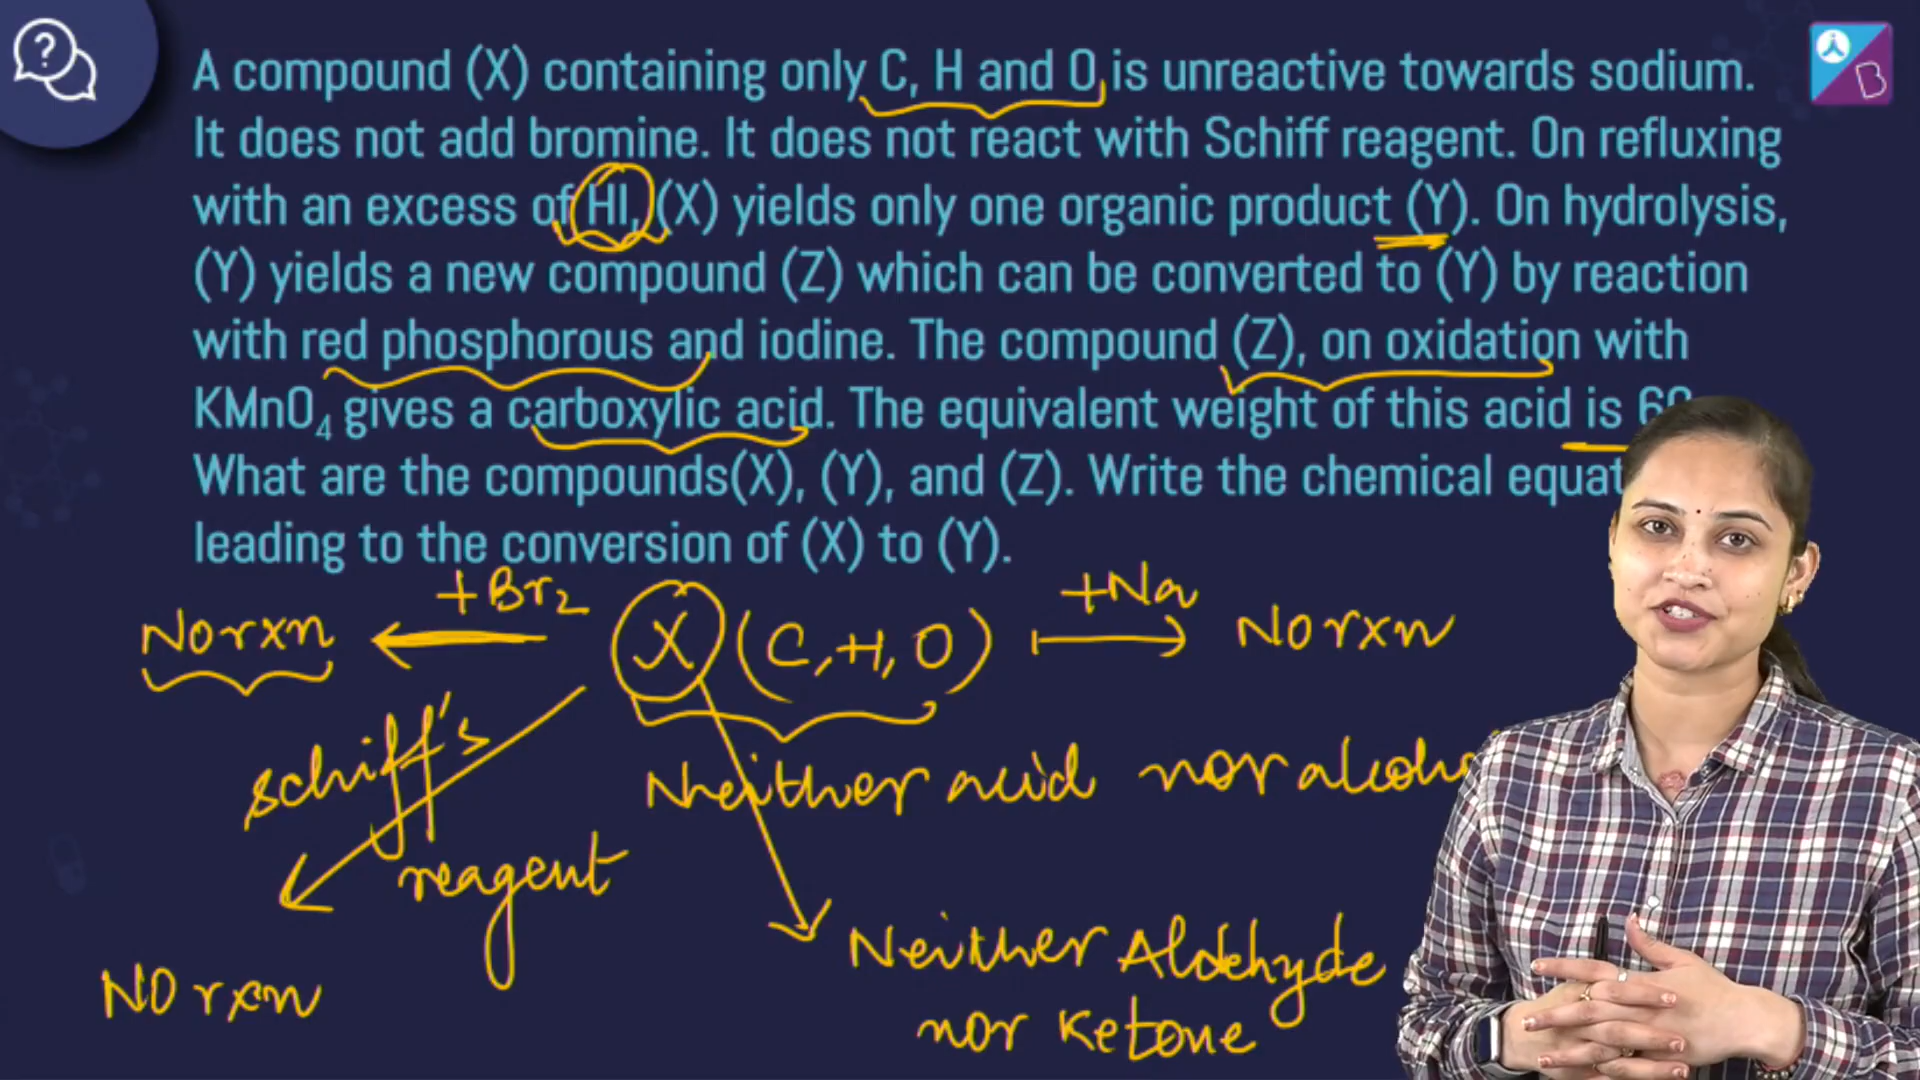 A compound (X) containing only C, H and O, is unreactive towards sodium.
It does not add bromine. It does not react with Schiff reagent. On refluxing
with an excess of HI, (X) yields only one organic product (Y). On hydrolysis,
(Y) yields a new compound (Z) which can be converted to (Y) by reaction
with red phosphorous and iodine. The compound (Z), on oxidation with
KMnO₄ gives a carboxylic acid. The equivalent weight of this acid is
What are the compounds(X), (Y), and (Z). Write the chemical
leading to the conversion of (X) to (Y).
+Br₂
+Na
No rxn
X (C, H, O)
No rxn
schiff's
reagent
Neither acid nor
Neither Aldehyde
nor Ketone
NO rxn
B
?